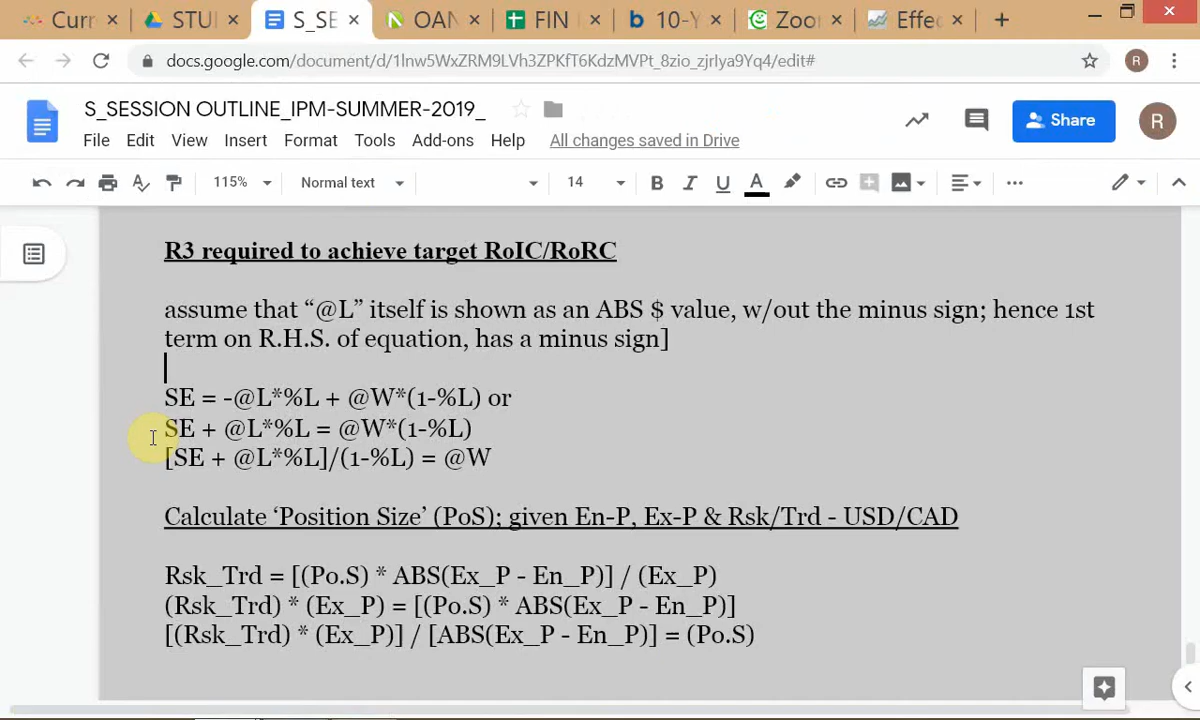 Curr
STU
S_SE
OAN
FIN
10-Y
Zoor
Effec
docs.google.com/document/d/1lnw5WxZRM9LVh3ZPKfT6KdzMVPt_8zio_zjrIya9Yq4/edit#
R
S_SESSION OUTLINE_IPM-SUMMER-2019_
File Edit View Insert Format Tools Add-ons Help All changes saved in Drive
Share
R
115% Normal text 14 B I U A
R3 required to achieve target RoIC/RoRC
assume that “@L” itself is shown as an ABS $ value, w/out the minus sign; hence 1st
term on R.H.S. of equation, has a minus sign]
SE = -@L*%L + @W*(1-%L) or
SE + @L*%L = @W*(1-%L)
[SE + @L*%L]/(1-%L) = @W
Calculate ‘Position Size’ (PoS); given En-P, Ex-P & Rsk/Trd - USD/CAD
Rsk_Trd = [(Po.S) * ABS(Ex_P - En_P)] / (Ex_P)
(Rsk_Trd) * (Ex_P) = [(Po.S) * ABS(Ex_P - En_P)]
[(Rsk_Trd) * (Ex_P)] / [ABS(Ex_P - En_P)] = (Po.S)